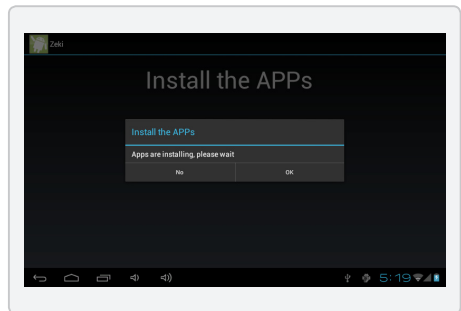 Zeki
Install the APPs
Install the APPs
Apps are installing, please wait
No OK
5:19